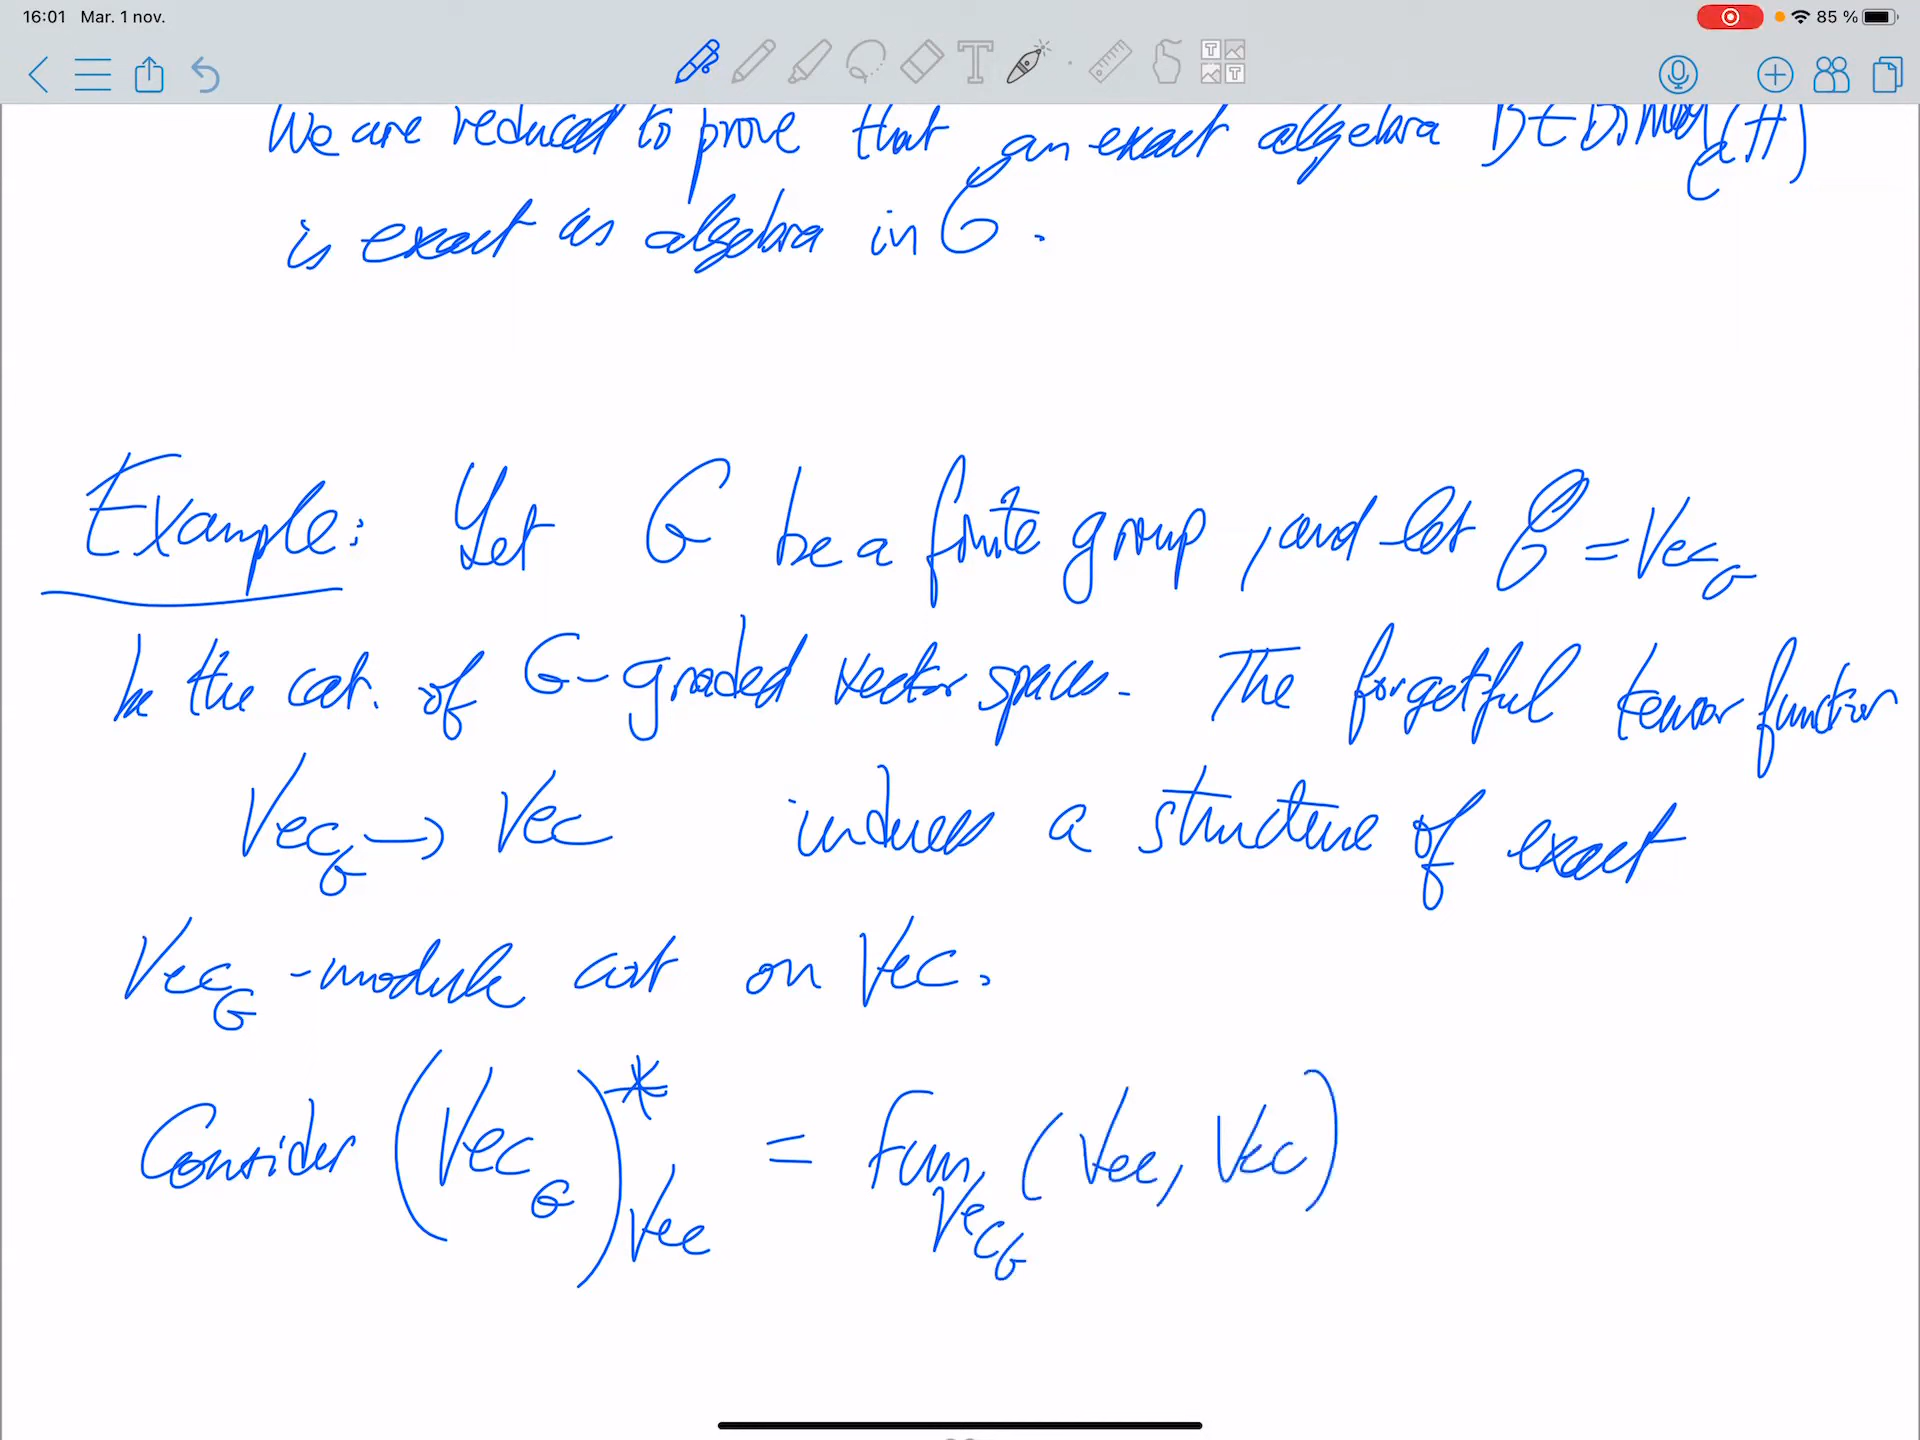 16:01 Mar. 1 nov. 85 %
We are reduced to prove that an exact algebra D ∈ Bimod_C(A)
is exact as algebra in C.
Example: Let G be a finite group, and let C = Vec_G
be the cat. of G-graded vector spaces. The forgetful tensor functor
Vec_G → Vec induces a structure of exact
Vec_G-module cat on Vec.
Consider (Vec_G)*_Vec = Fun_Vec_G (Vec, Vec)